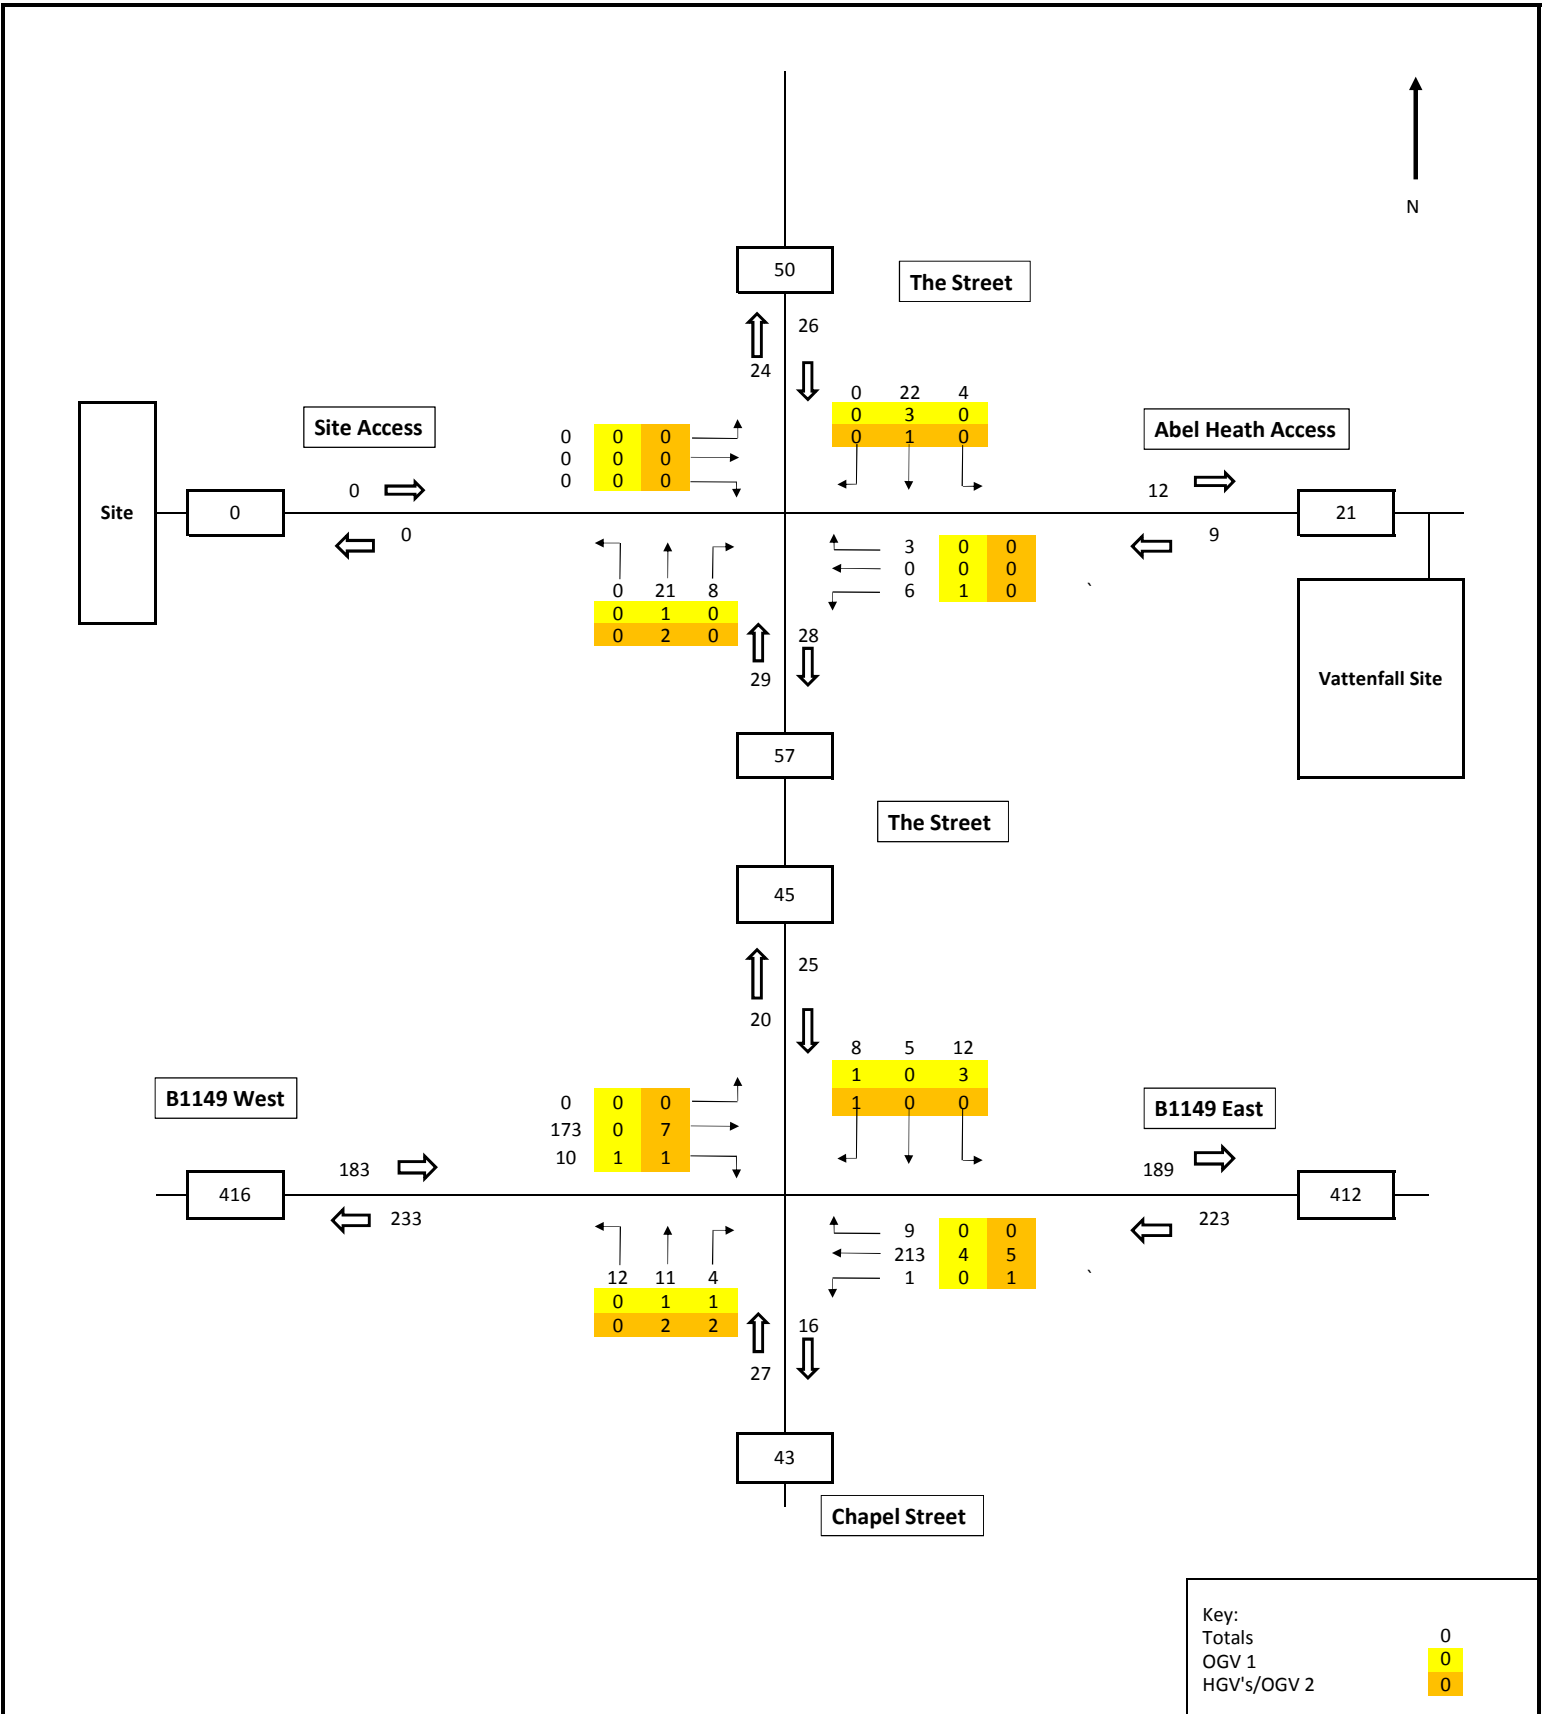 N
50
The Street
26
24
0 22 4
0 3 0
0 1 0
Site Access
Abel Heath Access
0 0 0
0 0 0
0 0 0
Site
0
0
0
12
9
21
3 0 0
0 0 0
6 1 0
`
0 21 8
0 1 0
0 2 0
28
29
Vattenfall Site
57
The Street
45
25
20
8 5 12
1 0 3
1 0 0
B1149 West
B1149 East
0 0 0
173 0 7
10 1 1
183
189
416
412
233
223
9 0 0
213 4 5
1 0 1
`
12 11 4
0 1 1
0 2 2
16
27
43
Chapel Street
Key:
Totals 0
OGV 1 0
HGV's/OGV 2 0